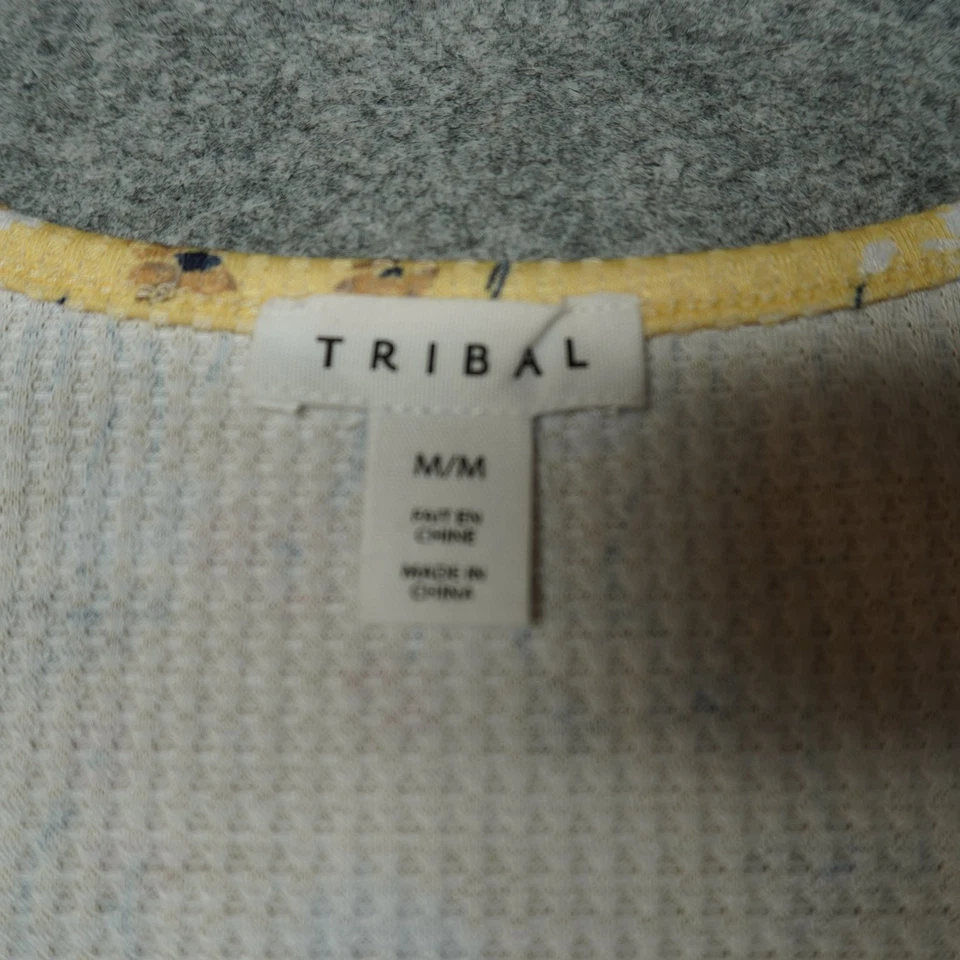 TRIBAL
M/M
FAIT EN
CHINE
MADE IN
CHINA